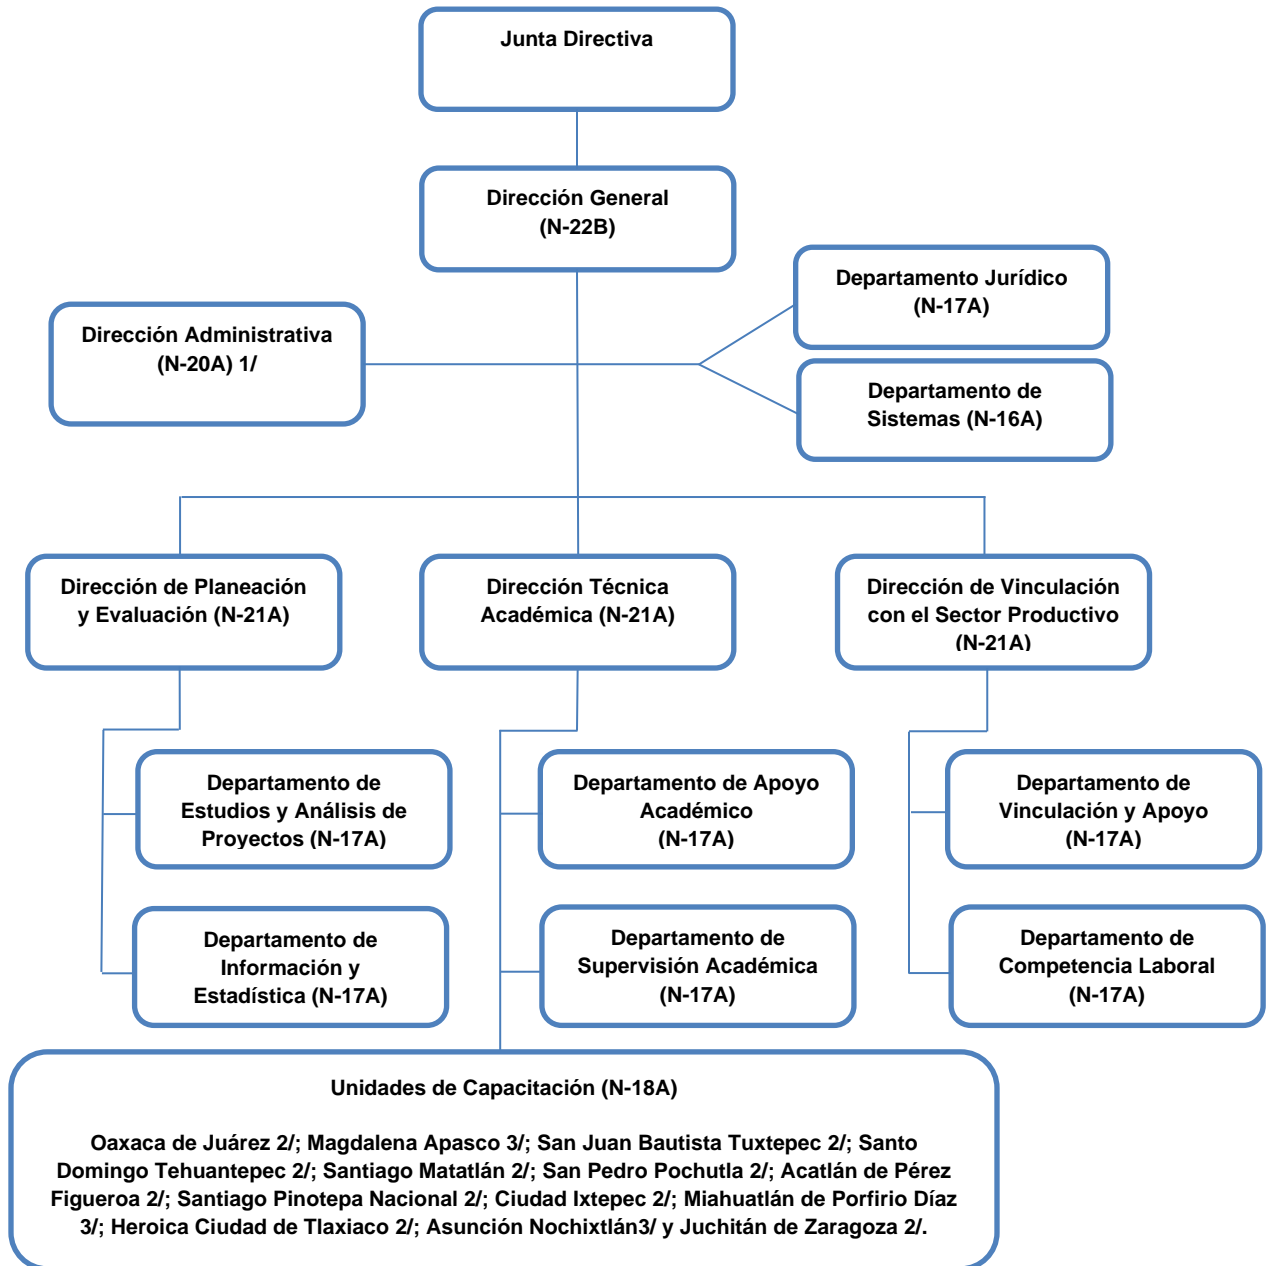 Junta Directiva
Dirección General
(N-22B)
Departamento Jurídico
(N-17A)
Dirección Administrativa
(N-20A) 1/
Departamento de
Sistemas (N-16A)
Dirección de Planeación
y Evaluación (N-21A)
Dirección Técnica
Académica (N-21A)
Dirección de Vinculación
con el Sector Productivo
(N-21A)
Departamento de
Estudios y Análisis de
Proyectos (N-17A)
Departamento de Apoyo
Académico
(N-17A)
Departamento de
Vinculación y Apoyo
(N-17A)
Departamento de
Información y
Estadística (N-17A)
Departamento de
Supervisión Académica
(N-17A)
Departamento de
Competencia Laboral
(N-17A)
Unidades de Capacitación (N-18A)
Oaxaca de Juárez 2/; Magdalena Apasco 3/; San Juan Bautista Tuxtepec 2/; Santo
Domingo Tehuantepec 2/; Santiago Matatlán 2/; San Pedro Pochutla 2/; Acatlán de Pérez
Figueroa 2/; Santiago Pinotepa Nacional 2/; Ciudad Ixtepec 2/; Miahuatlán de Porfirio Díaz
3/; Heroica Ciudad de Tlaxiaco 2/; Asunción Nochixtlán3/ y Juchitán de Zaragoza 2/.